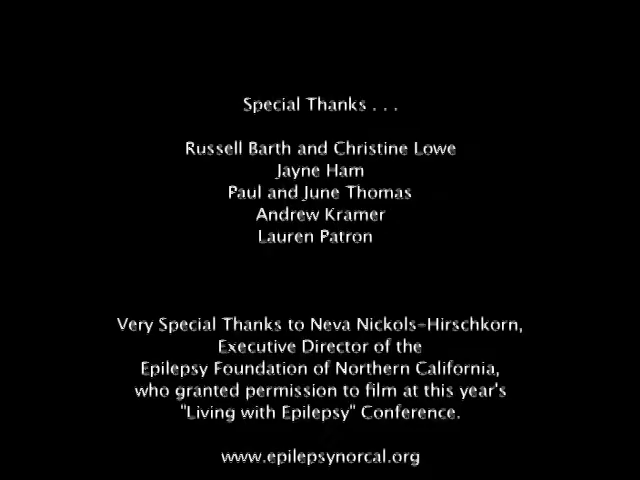 Special Thanks . . .
Russell Barth and Christine Lowe
Jayne Ham
Paul and June Thomas
Andrew Kramer
Lauren Patron
Very Special Thanks to Neva Nickols-Hirschkorn,
Executive Director of the
Epilepsy Foundation of Northern California,
who granted permission to film at this year's
"Living with Epilepsy" Conference.
www.epilepsynorcal.org